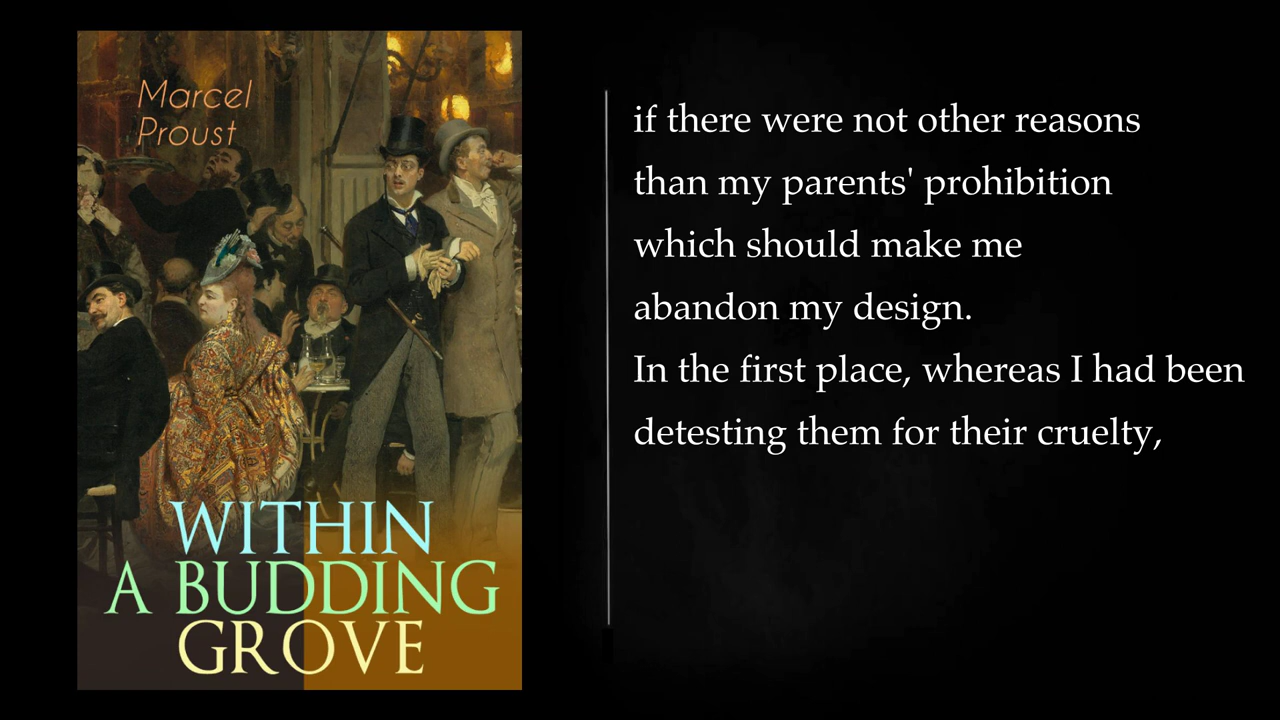 Marcel
Proust
WITHIN
A BUDDING
GROVE
if there were not other reasons
than my parents' prohibition
which should make me
abandon my design.
In the first place, whereas I had been
detesting them for their cruelty,